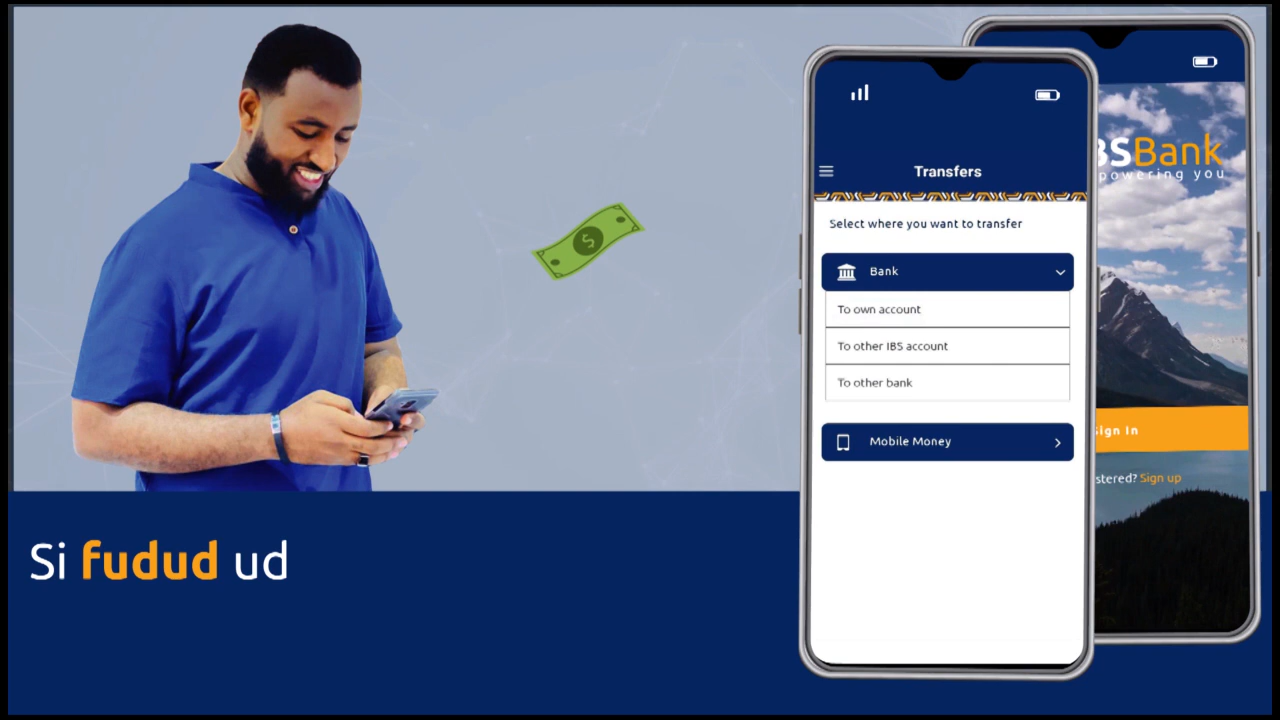 Si fudud ud
Transfers
Select where you want to transfer
Bank
To own account
To other IBS account
To other bank
Mobile Money
BSBank
powering you
Sign In
stered? Sign up